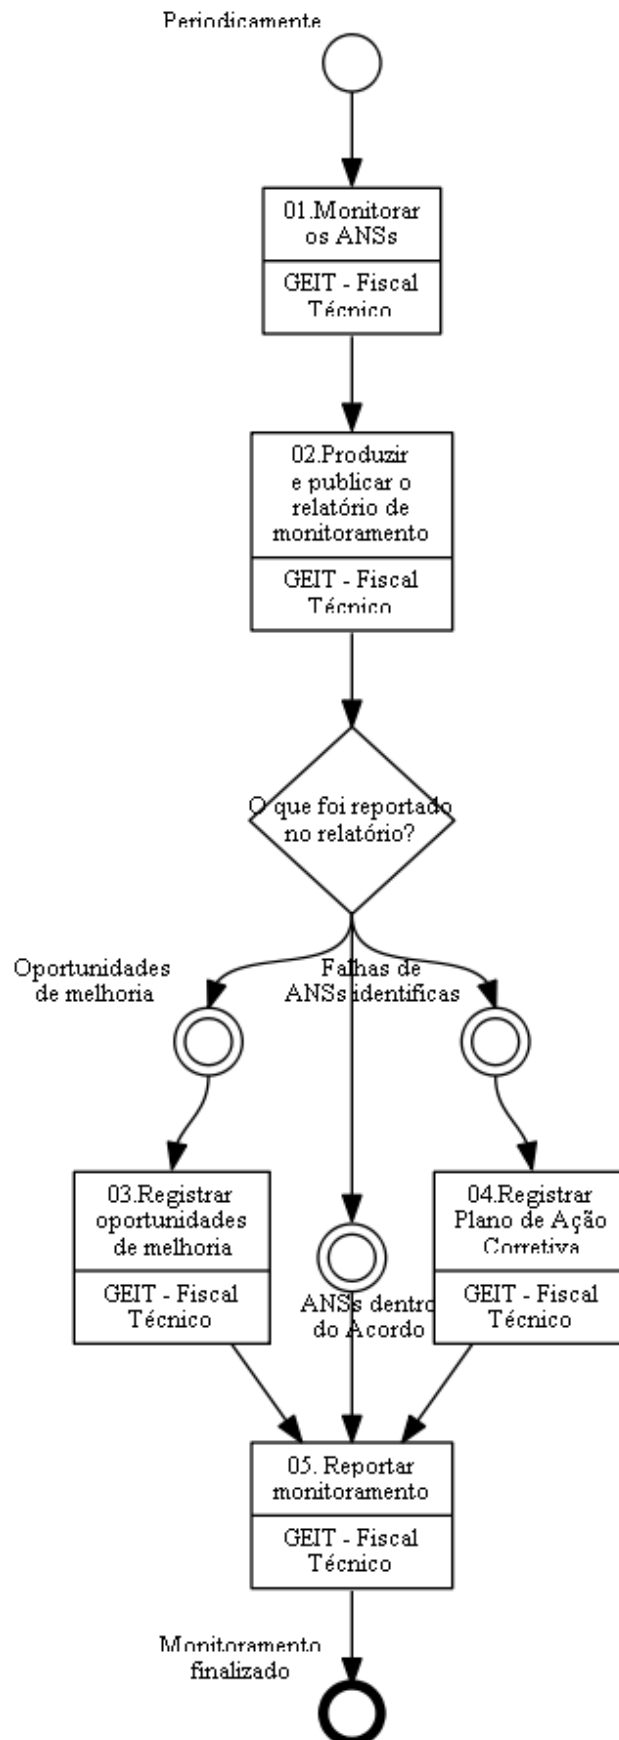 Periodicamente
01.Monitorar
os ANSs
GEIT - Fiscal
Técnico
02.Produzir
e publicar o
relatório de
monitoramento
GEIT - Fiscal
Técnico
O que foi reportado
no relatório?
Oportunidades
de melhoria
Falhas de
ANSs identificas
03.Registrar
oportunidades
de melhoria
GEIT - Fiscal
Técnico
ANSs dentro
do Acordo
04.Registrar
Plano de Ação
Corretiva
GEIT - Fiscal
Técnico
05. Reportar
monitoramento
GEIT - Fiscal
Técnico
Monitoramento
finalizado